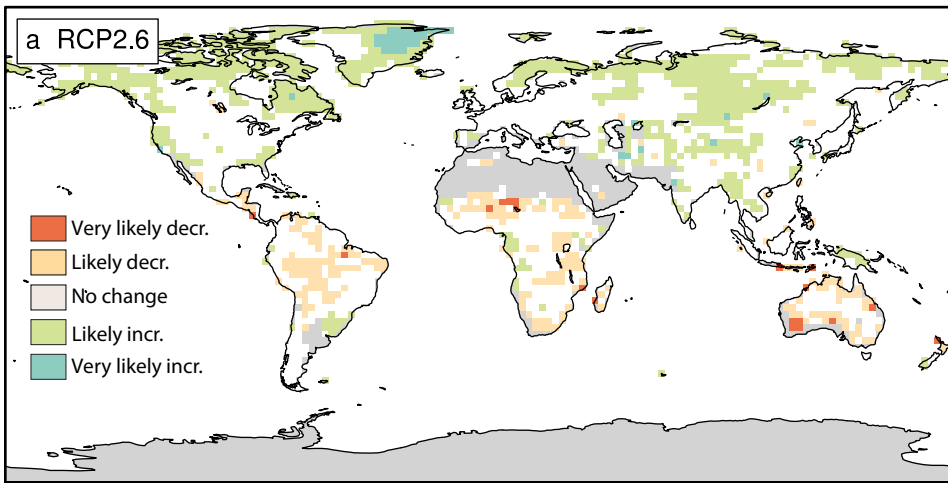 a RCP2.6
Very likely decr.
Likely decr.
No change
Likely incr.
Very likely incr.